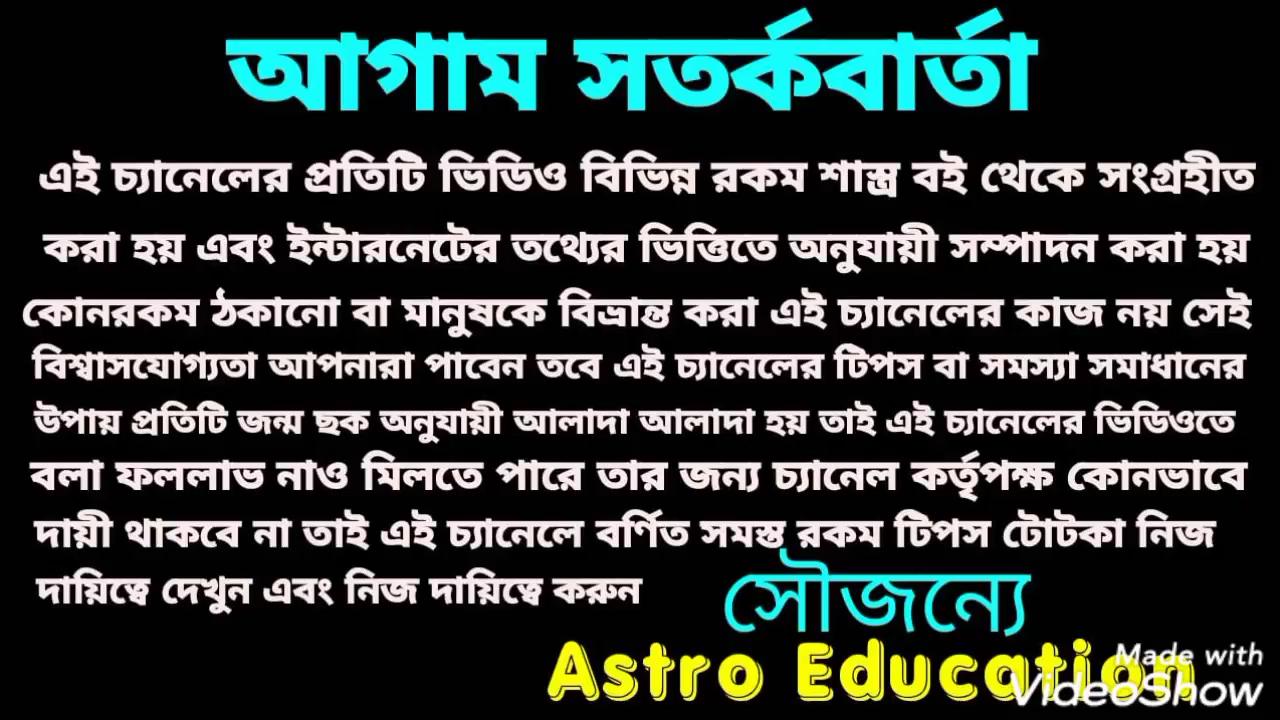 আগাম সতর্কবার্তা
এই চ্যানেলের প্রতিটি ভিডিও বিভিন্ন রকম শাস্ত্র বই থেকে সংগ্রহীত
করা হয় এবং ইন্টারনেটের তথ্যের ভিত্তিতে অনুযায়ী সম্পাদন করা হয়
কোনরকম ঠকানো বা মানুষকে বিভ্রান্ত করা এই চ্যানেলের কাজ নয় সেই
বিশ্বাসযোগ্যতা আপনারা পাবেন তবে এই চ্যানেলের টিপস বা সমস্যা সমাধানের
উপায় প্রতিটি জন্ম ছক অনুযায়ী আলাদা আলাদা হয় তাই এই চ্যানেলের ভিডিওতে
বলা ফললাভ নাও মিলতে পারে তার জন্য চ্যানেল কর্তৃপক্ষ কোনভাবে
দায়ী থাকবে না তাই এই চ্যানেলে বর্ণিত সমস্ত রকম টিপস টোটকা নিজ
দায়িত্বে দেখুন এবং নিজ দায়িত্বে করুন
সৌজন্যে
Astro Education
Made with
VideoShow